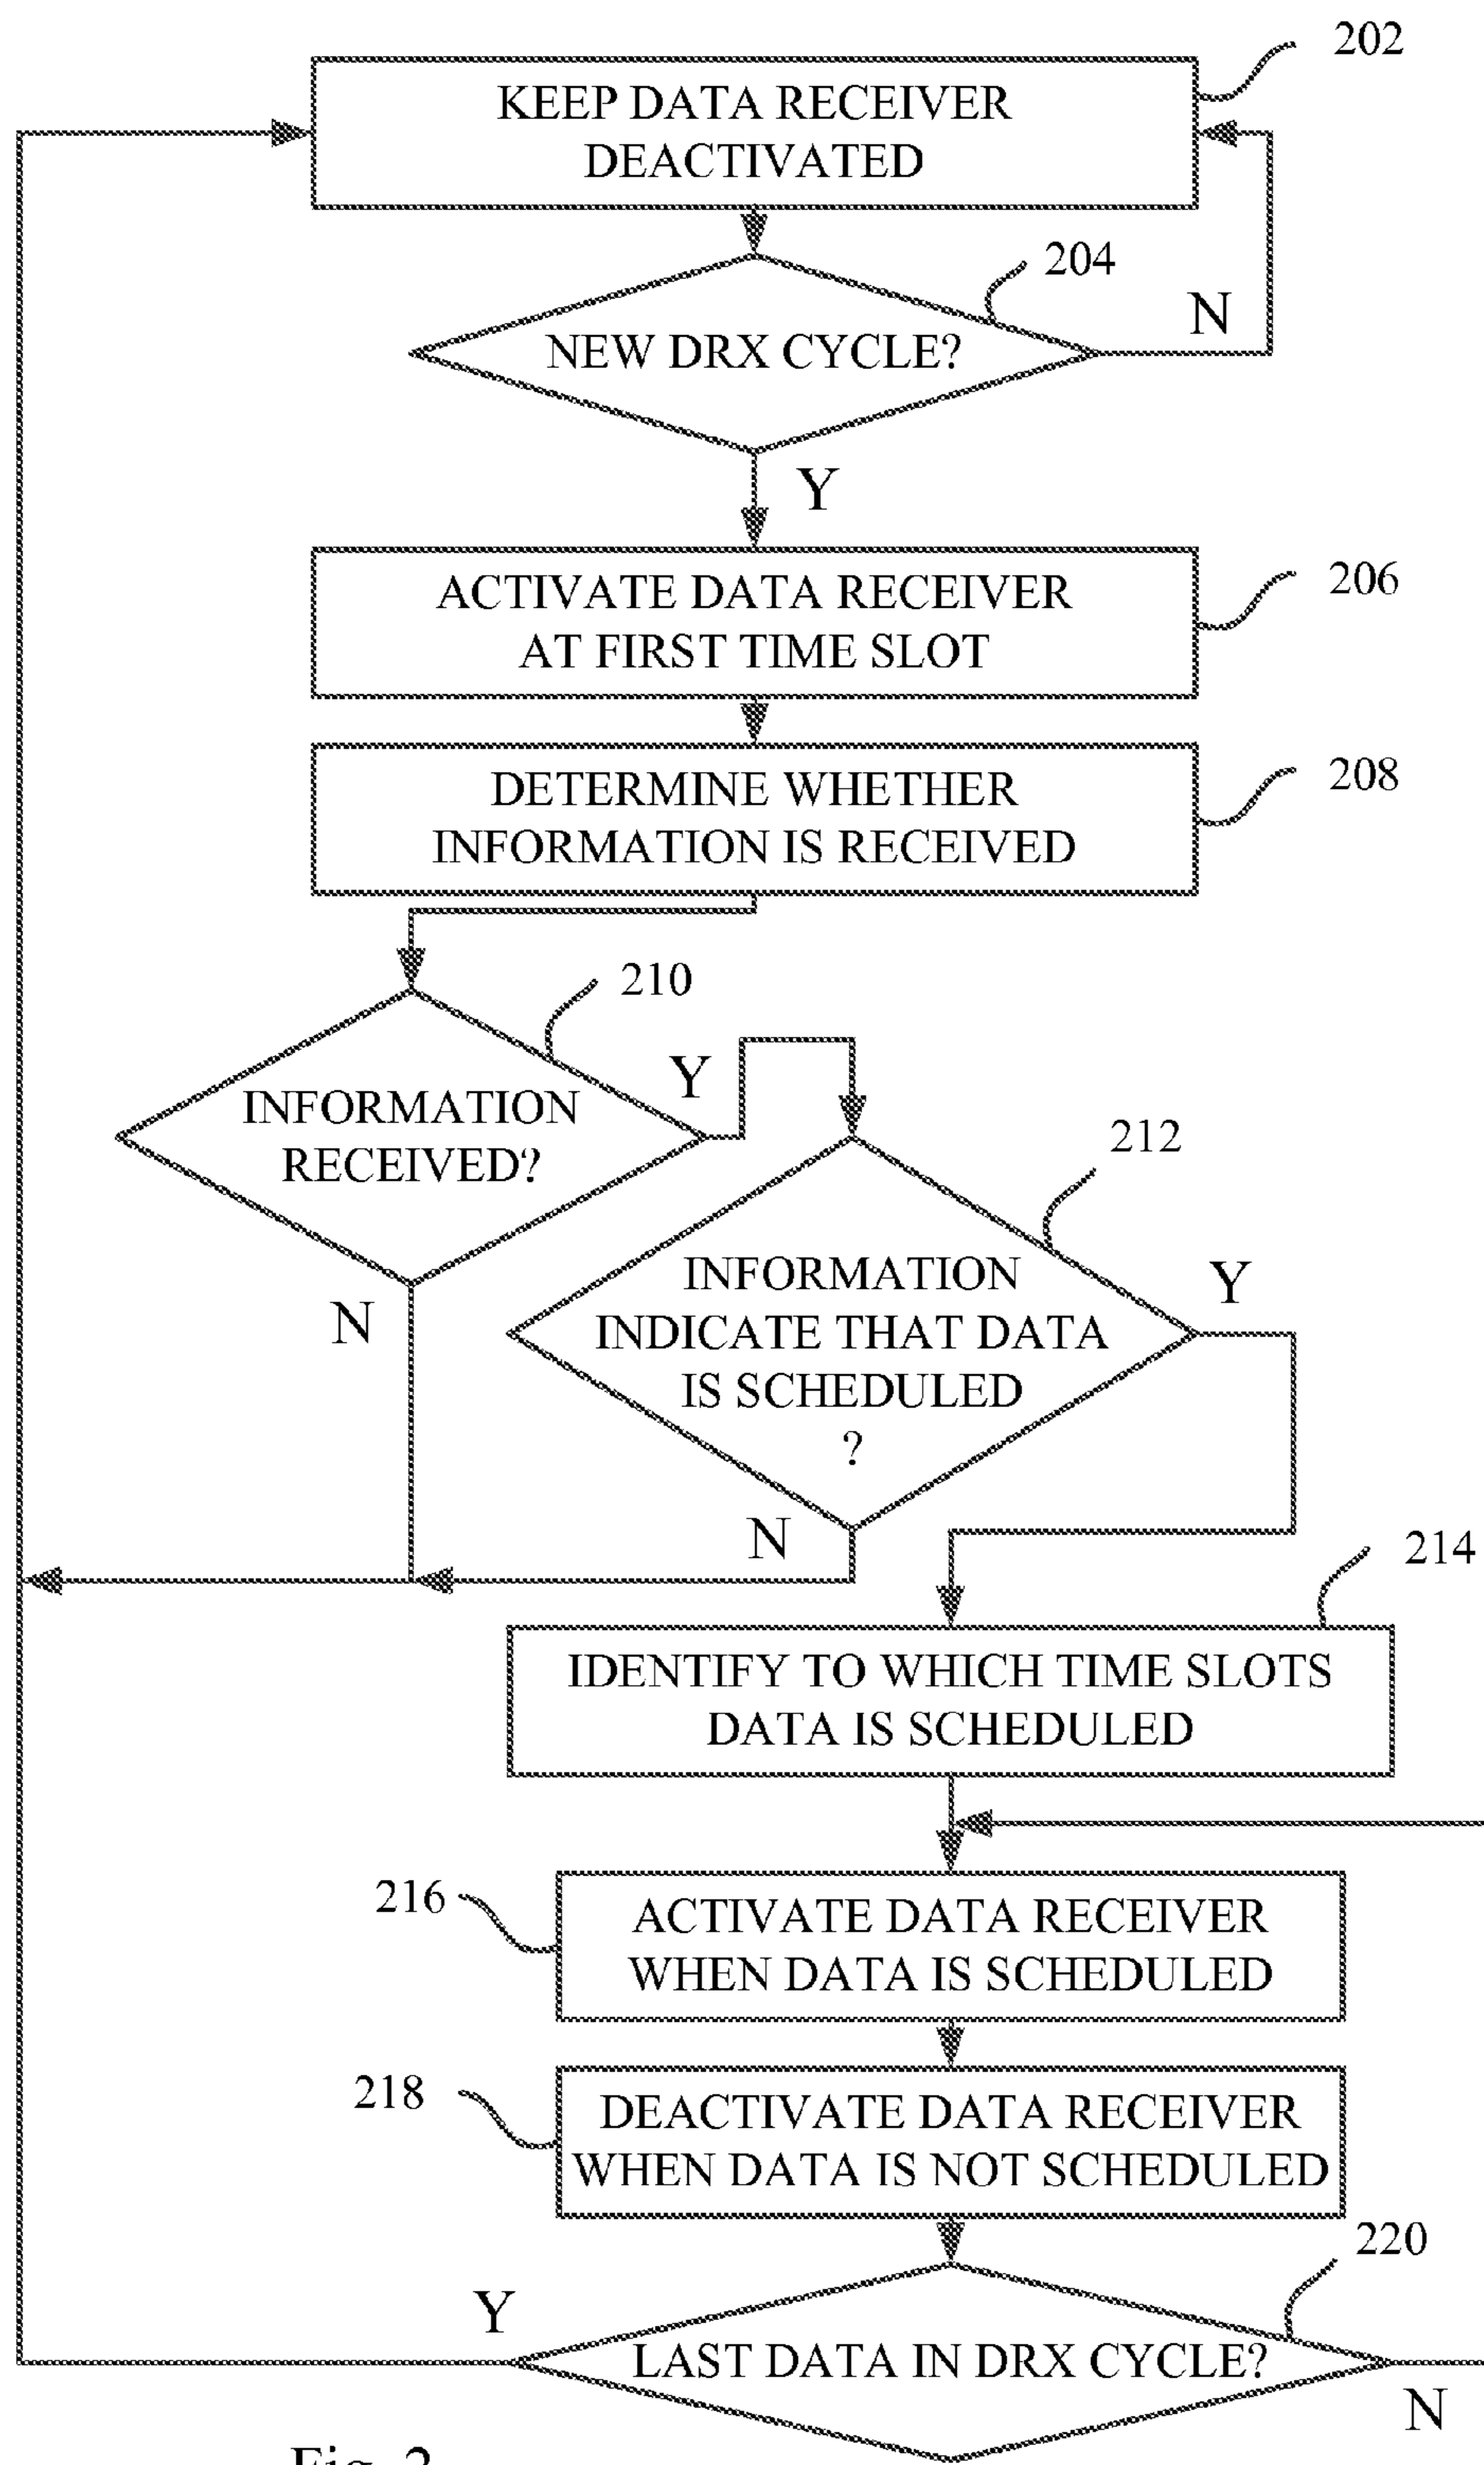 202
KEEP DATA RECEIVER
DEACTIVATED
204
NEW DRX CYCLE?
N
Y
ACTIVATE DATA RECEIVER
AT FIRST TIME SLOT
206
DETERMINE WHETHER
INFORMATION IS RECEIVED
208
210
INFORMATION
RECEIVED?
Y
N
212
INFORMATION
INDICATE THAT DATA
IS SCHEDULED
?
Y
N
214
IDENTIFY TO WHICH TIME SLOTS
DATA IS SCHEDULED
216
ACTIVATE DATA RECEIVER
WHEN DATA IS SCHEDULED
218
DEACTIVATE DATA RECEIVER
WHEN DATA IS NOT SCHEDULED
220
Y
LAST DATA IN DRX CYCLE?
N